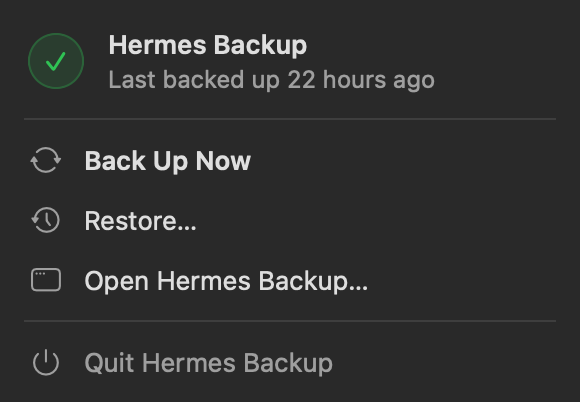 Hermes Backup
Last backed up 22 hours ago
Back Up Now
Restore...
Open Hermes Backup...
Quit Hermes Backup